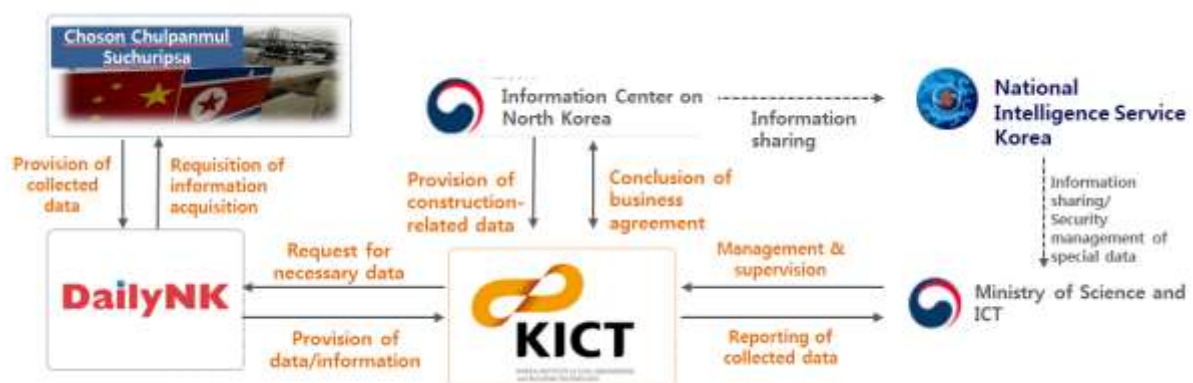 Choson Chulpanmul
Suchuripsa
Information Center on
North Korea
Information
sharing
National
Intelligence Service
Korea
Provision of
collected
data
Requisition of
information
acquisition
Provision of
construction-
related data
Conclusion of
business
agreement
Information
sharing/
Security
management of
special data
Request for
necessary data
Management &
supervision
DailyNK
KICT
Ministry of Science and
ICT
Provision of
data/information
Reporting of
collected data